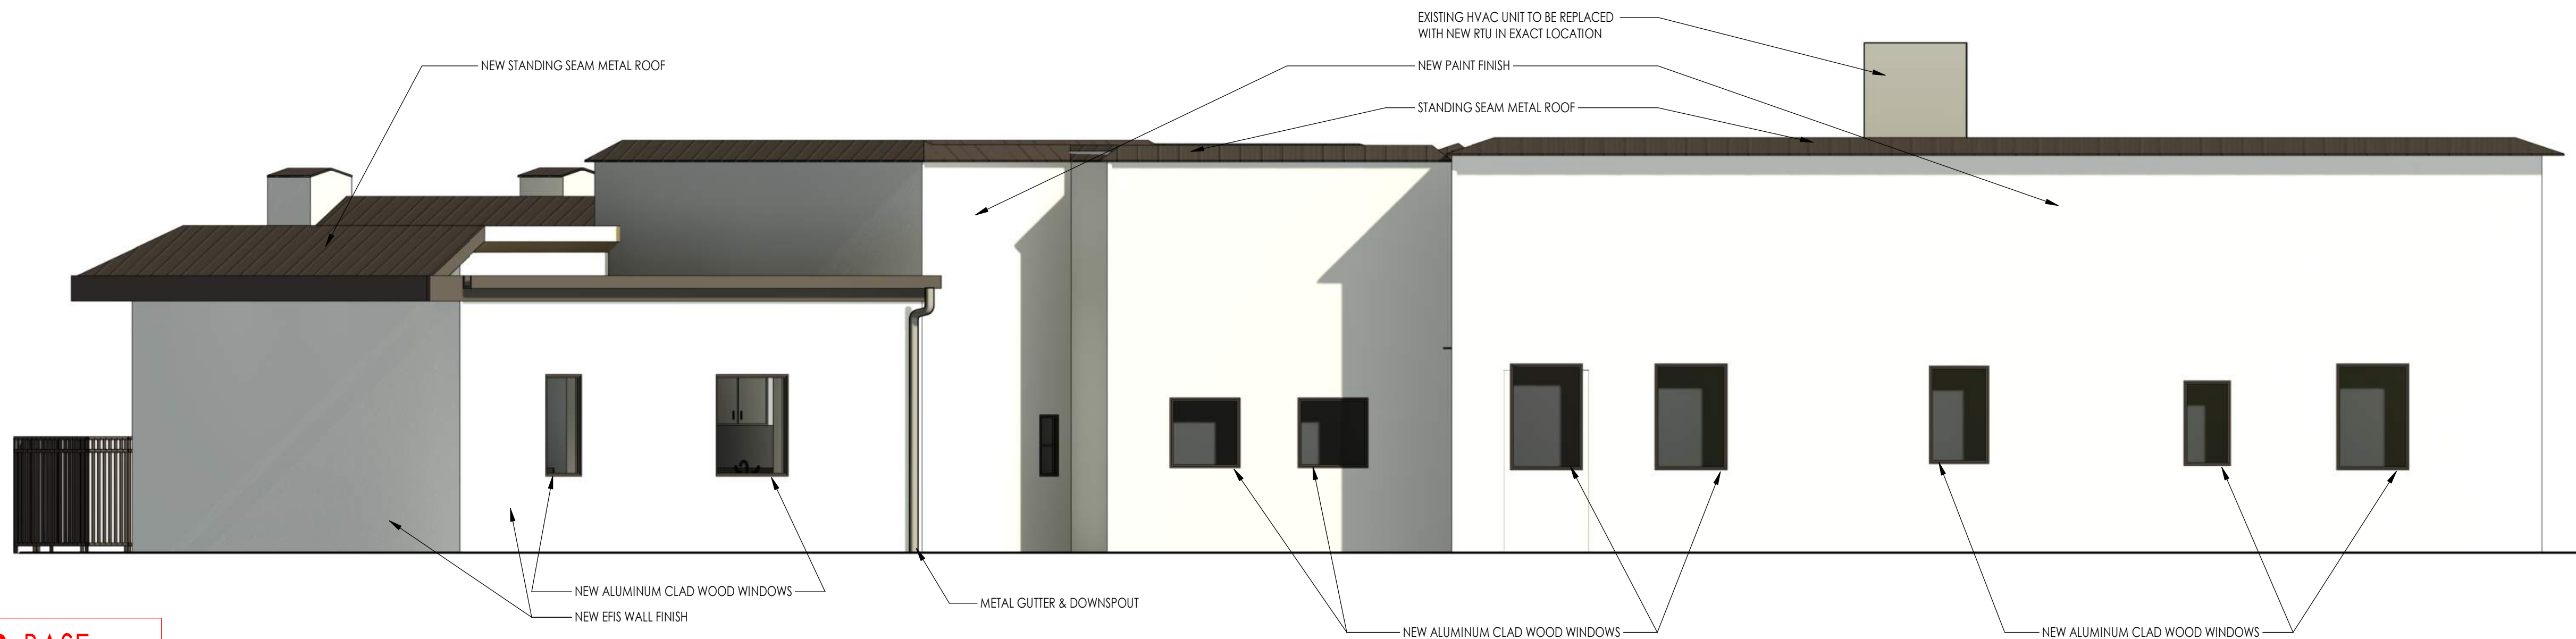 EXISTING HVAC UNIT TO BE REPLACED
WITH NEW RTU IN EXACT LOCATION
NEW STANDING SEAM METAL ROOF
NEW PAINT FINISH
STANDING SEAM METAL ROOF
NEW ALUMINUM CLAD WOOD WINDOWS
METAL GUTTER & DOWNSPOUT
NEW EFIS WALL FINISH
NEW ALUMINUM CLAD WOOD WINDOWS
NEW ALUMINUM CLAD WOOD WINDOWS